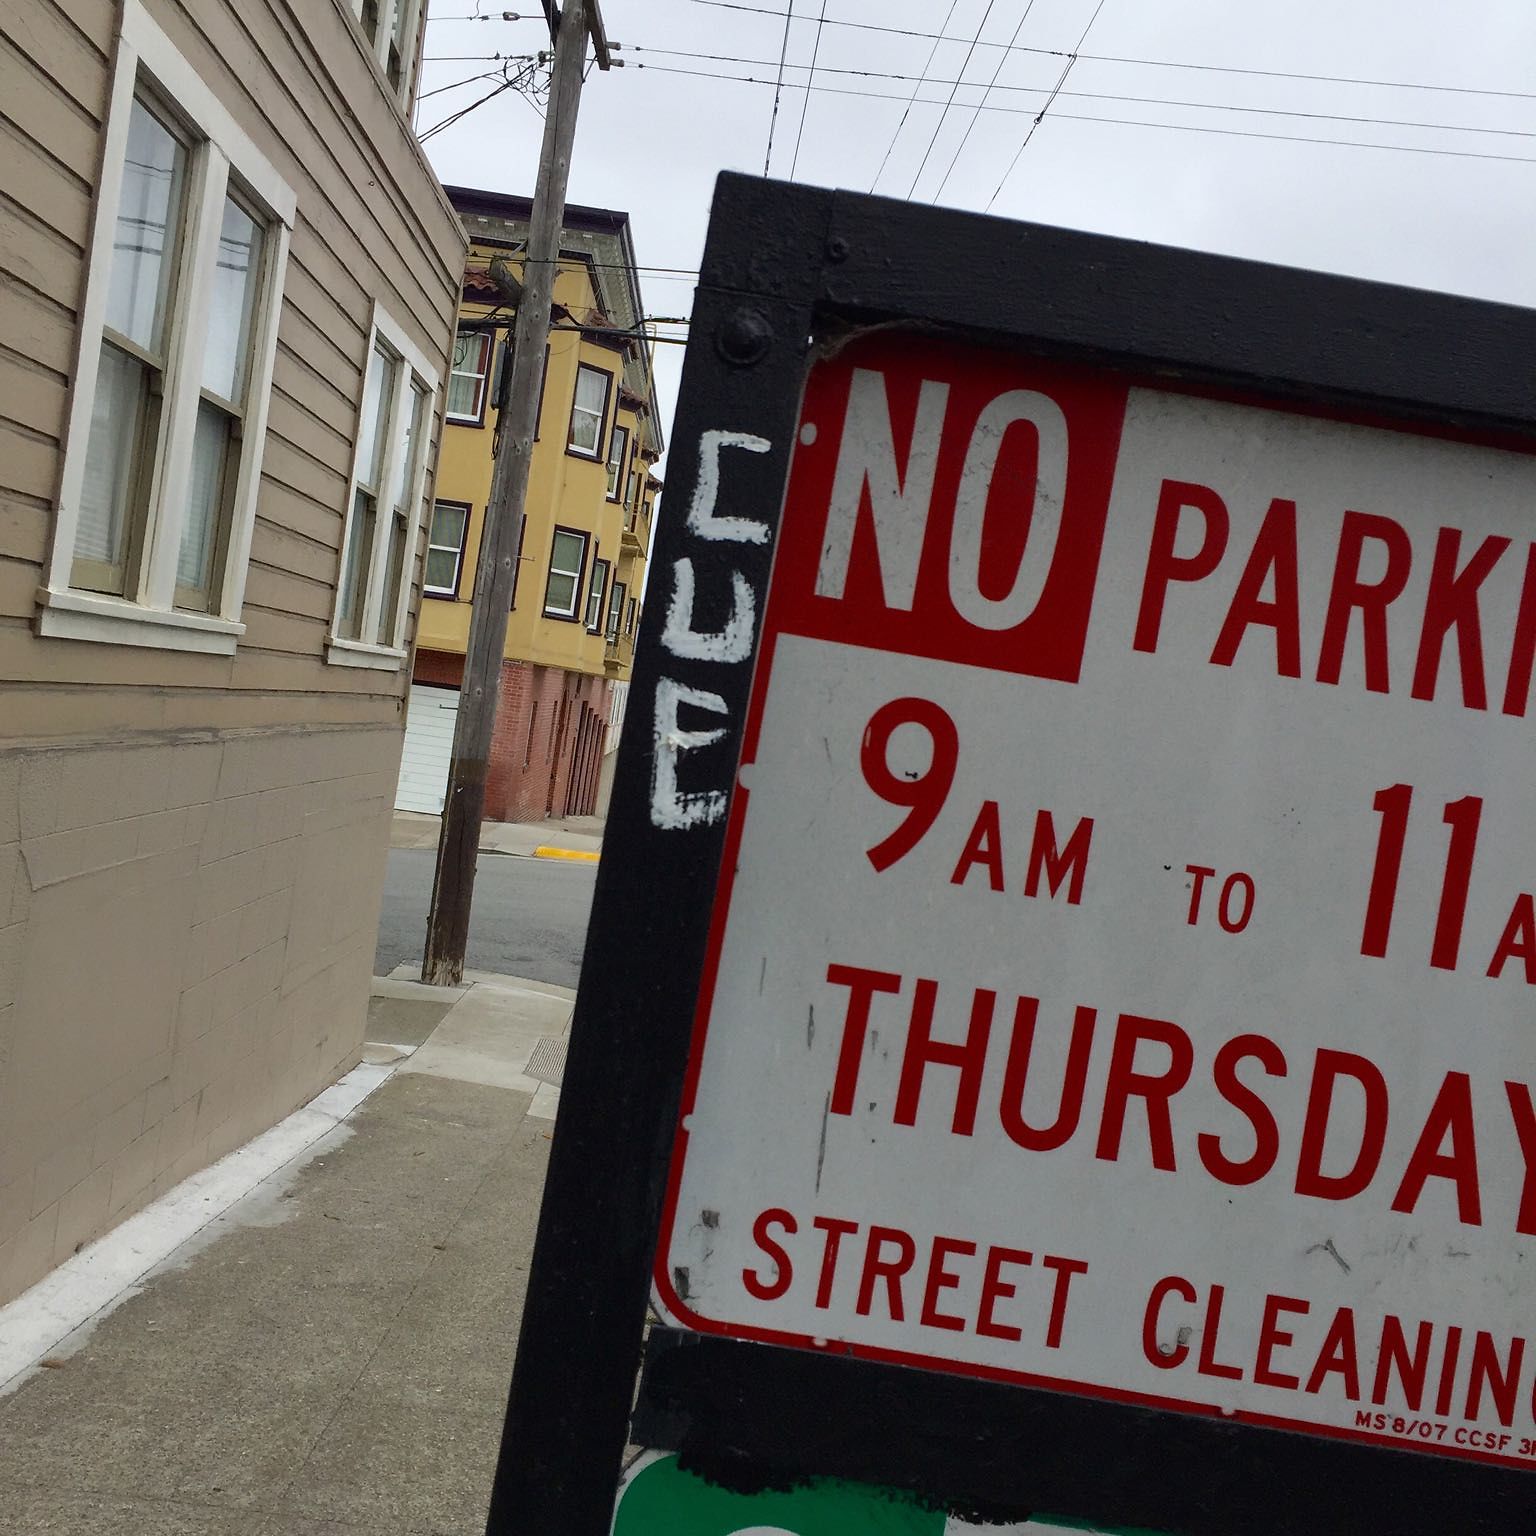 CUE
NO PARKI
9AM TO 11A
THURSDAY
STREET CLEANING
MS 8/07 CCSF